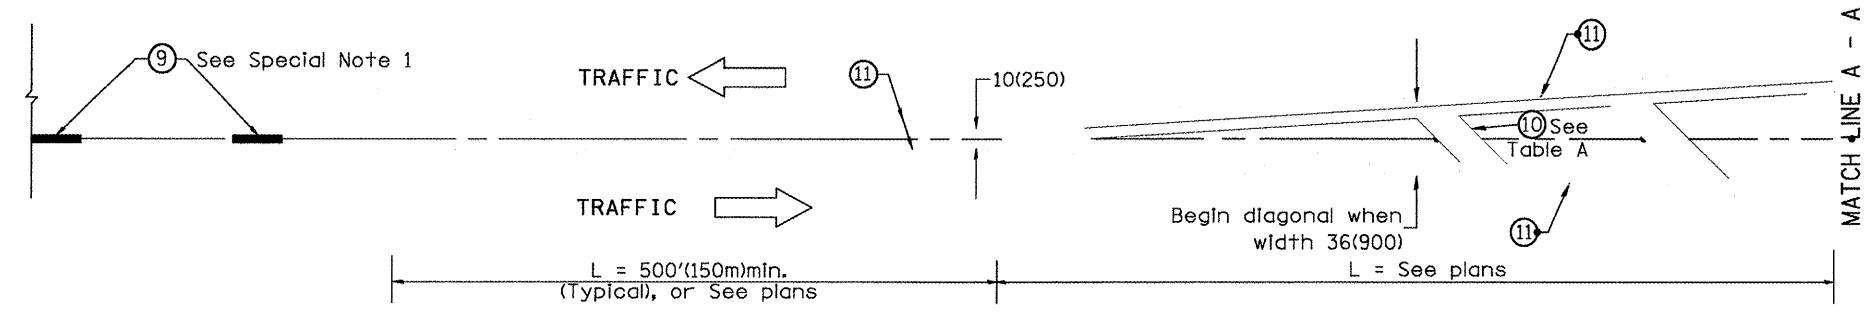 9 See Special Note 1
TRAFFIC
11
10(250)
11
10 See
Table A
TRAFFIC
Begin diagonal when
width 36(900)
11
L = 500'(150m)min.
(Typical), or See plans
L = See plans
MATCH LINE A - A